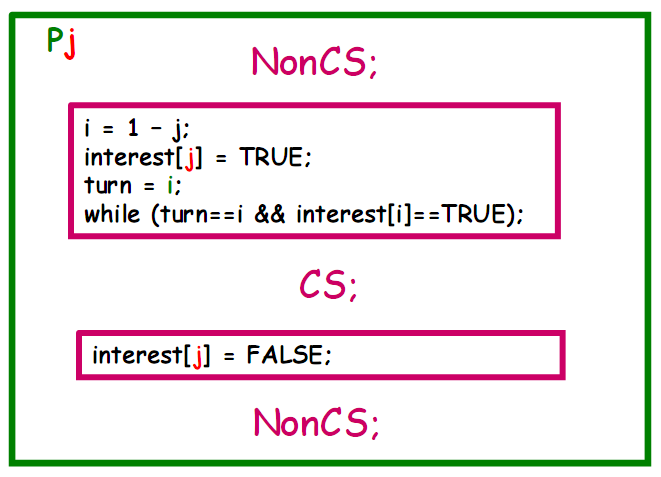 Pj
NonCS;
i = 1 – j;
interest[j] = TRUE;
turn = i;
while (turn==i && interest[i]==TRUE);
CS;
interest[j] = FALSE;
NonCS;